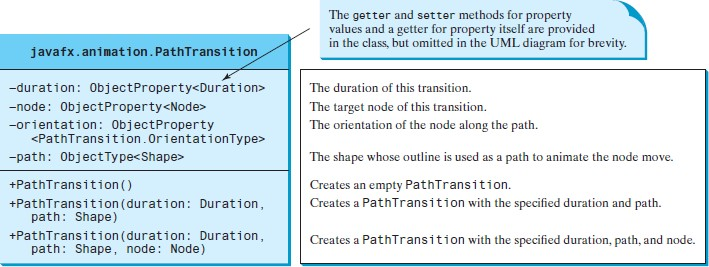 The getter and setter methods for property
values and a getter for property itself are provided
in the class, but omitted in the UML diagram for brevity.
javafx.animation.PathTransition
-duration: ObjectProperty<Duration>
-node: ObjectProperty<Node>
-orientation: ObjectProperty
<PathTransition.OrientationType>
-path: ObjectType<Shape>
The duration of this transition.
The target node of this transition.
The orientation of the node along the path.
The shape whose outline is used as a path to animate the node move.
+PathTransition()
+PathTransition(duration: Duration,
path: Shape)
+PathTransition(duration: Duration,
path: Shape, node: Node)
Creates an empty PathTransition.
Creates a PathTransition with the specified duration and path.
Creates a PathTransition with the specified duration, path, and node.